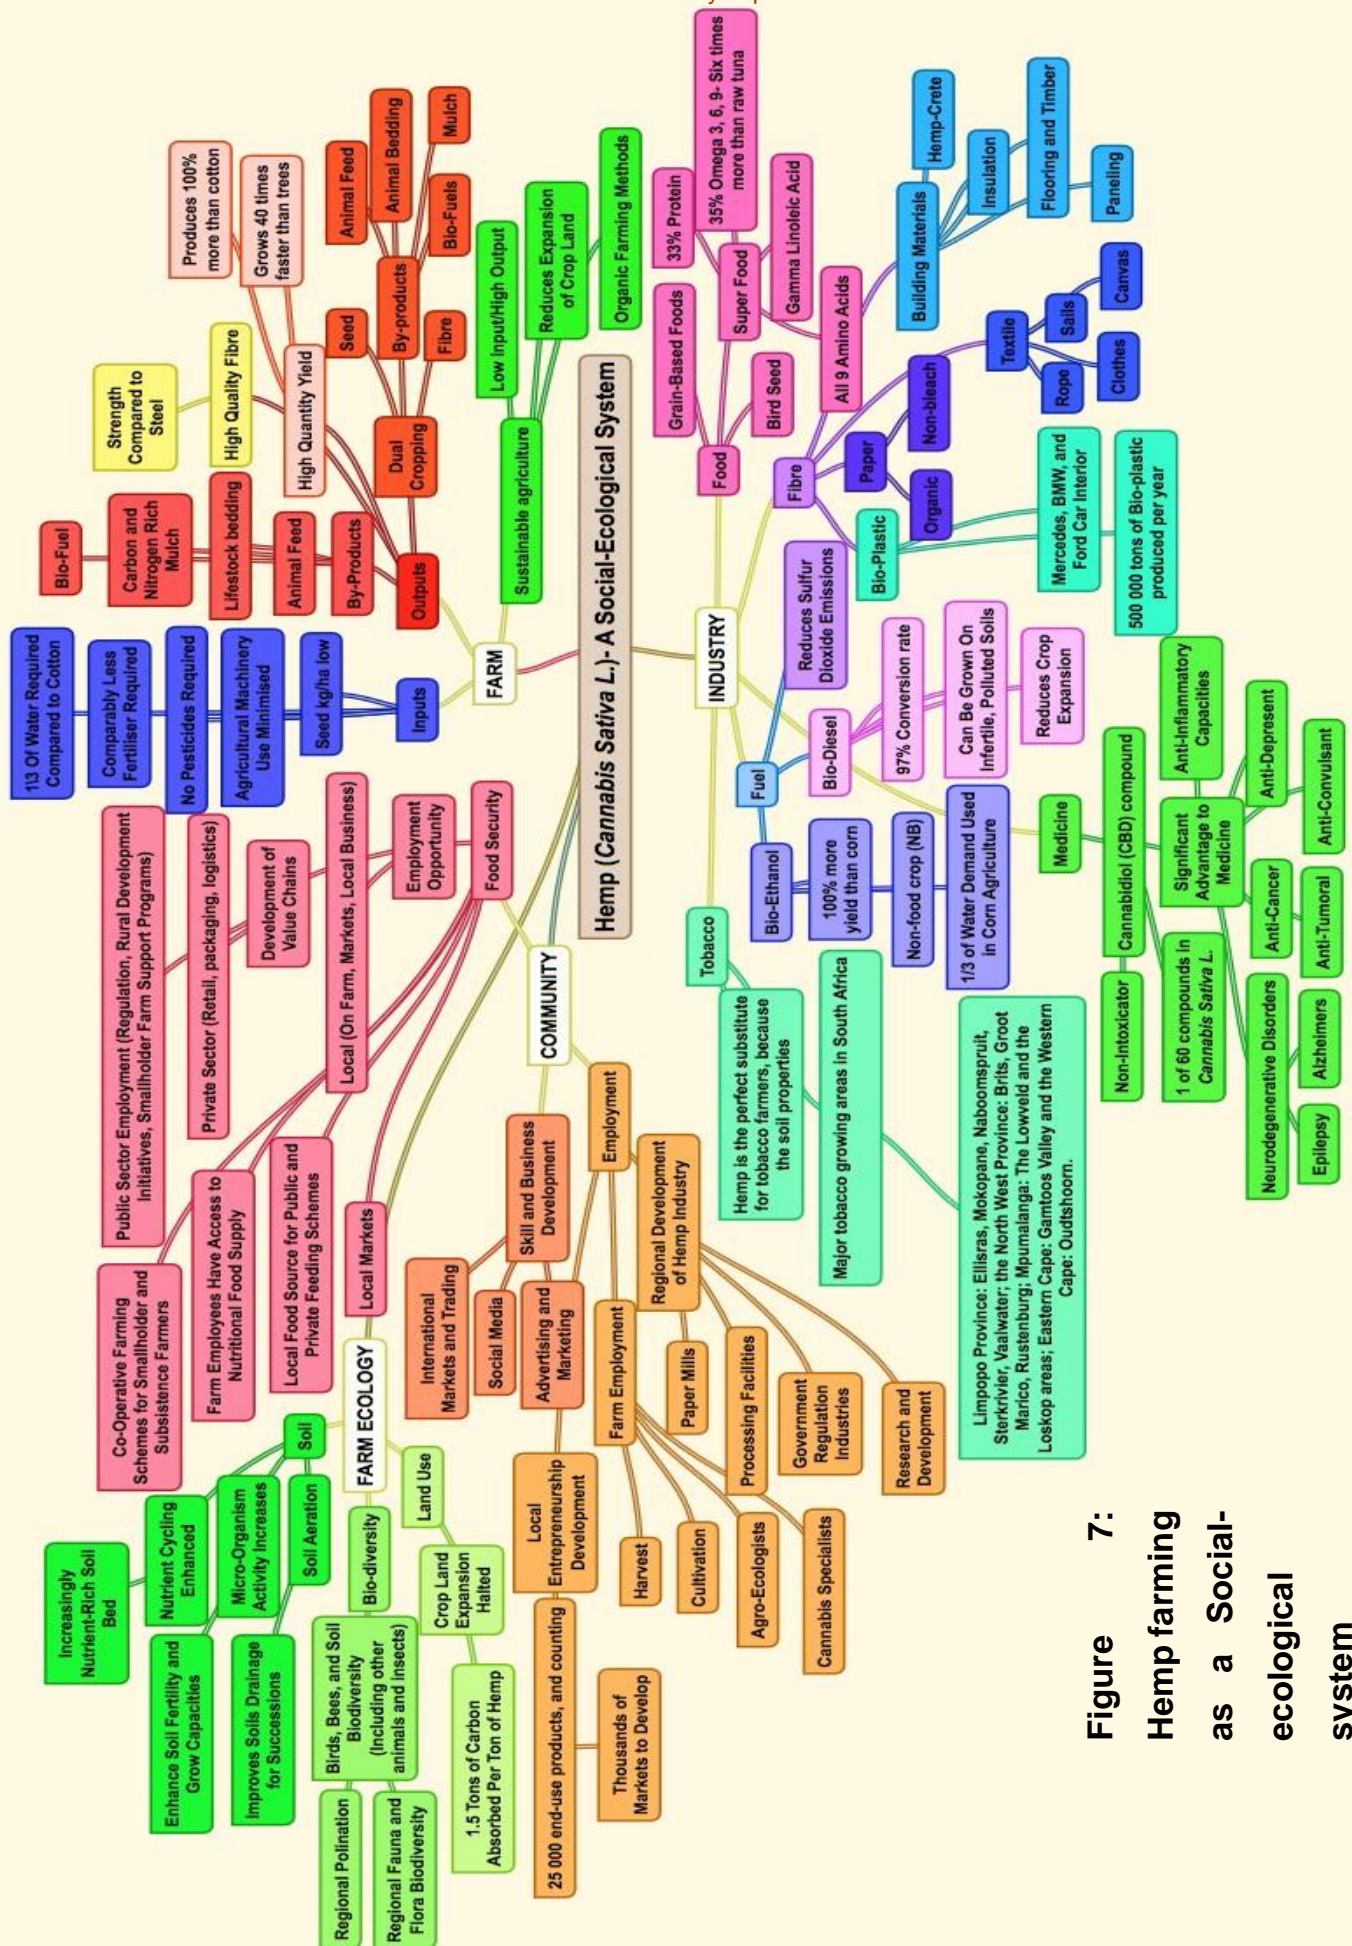 Hemp (Cannabis Sativa L.)- A Social-Ecological System
FARM
Inputs
Seed kg/ha low
Agricultural Machinery
Use Minimised
No Pesticides Required
Comparably Less
Fertiliser Required
1\3 Of Water Required
Compared to Cotton
Outputs
By-Products
Animal Feed
Lifestock bedding
Carbon and
Nitrogen Rich
Mulch
Bio-Fuel
High Quality Fibre
Strength
Compared to
Steel
High Quantity Yield
Produces 100%
more than cotton
Grows 40 times
faster than trees
Dual
Cropping
Seed
By-products
Fibre
Animal Feed
Animal Bedding
Bio-Fuels
Mulch
Sustainable agriculture
Low Input/High Output
Reduces Expansion
of Crop Land
Organic Farming Methods
COMMUNITY
Food Security
Employment
Opportunity
Development of
Value Chains
Local (On Farm, Markets, Local Business)
Private Sector (Retail, packaging, logistics)
Public Sector Employment (Regulation, Rural Development
Initiatives, Smallholder Farm Support Programs)
Co-Operative Farming
Schemes for Smallholder and
Subsistence Farmers
Farm Employees Have Access to
Nutritional Food Supply
Local Food Source for Public and
Private Feeding Schemes
Local Markets
Skill and Business
Development
International
Markets and Trading
Social Media
Advertising and
Marketing
Employment
Local
Entrepreneurship
Development
25 000 end-use products, and counting
Thousands of
Markets to Develop
Farm Employment
Harvest
Cultivation
Agro-Ecologists
Cannabis Specialists
Regional Development
of Hemp Industry
Paper Mills
Processing Facilities
Government
Regulation
Industries
Research and
Development
FARM ECOLOGY
Soil
Nutrient Cycling
Enhanced
Increasingly
Nutrient-Rich Soil
Bed
Micro-Organism
Activity Increases
Enhance Soil Fertility and
Grow Capacities
Soil Aeration
Improves Soils Drainage
for Successions
Bio-diversity
Birds, Bees, and Soil
Biodiversity
(Including other
animals and insects)
Regional Polination
Regional Fauna and
Flora Biodiversity
Land Use
Crop Land
Expansion
Halted
1.5 Tons of Carbon
Absorbed Per Ton of Hemp
INDUSTRY
Food
Grain-Based Foods
Super Food
Bird Seed
33% Protein
35% Omega 3, 6, 9- Six times
more than raw tuna
Gamma Linoleic Acid
All 9 Amino Acids
Fibre
Building Materials
Hemp-Crete
Insulation
Flooring and Timber
Paneling
Textile
Rope
Sails
Clothes
Canvas
Paper
Non-bleach
Organic
Bio-Plastic
Mercedes, BMW, and
Ford Car Interior
500 000 tons of Bio-plastic
produced per year
Fuel
Reduces Sulfur
Dioxide Emissions
Bio-Diesel
97% Conversion rate
Can Be Grown On
Infertile, Polluted Soils
Reduces Crop
Expansion
Bio-Ethanol
100% more
yield than corn
Non-food crop (NB)
1/3 of Water Demand Used
in Corn Agriculture
Medicine
Cannabidiol (CBD) compound
Non-Intoxicator
1 of 60 compounds in
Cannabis Sativa L.
Significant
Advantage to
Medicine
Anti-Inflammatory
Capacities
Anti-Depresent
Anti-Convulsant
Anti-Cancer
Anti-Tumoral
Neurodegenerative Disorders
Alzheimers
Epilepsy
Tobacco
Hemp is the perfect substitute
for tobacco farmers, because
the soil properties
Major tobacco growing areas in South Africa
Limpopo Province: Ellisras, Mokopane, Naboomspruit,
Sterkrivier, Vaalwater; the North West Province: Brits, Groot
Marico, Rustenburg; Mpumalanga: The Lowveld and the
Loskop areas; Eastern Cape: Gamtoos Valley and the Western
Cape: Oudtshoorn.
Figure 7:
Hemp farming
as a Social-
ecological
system